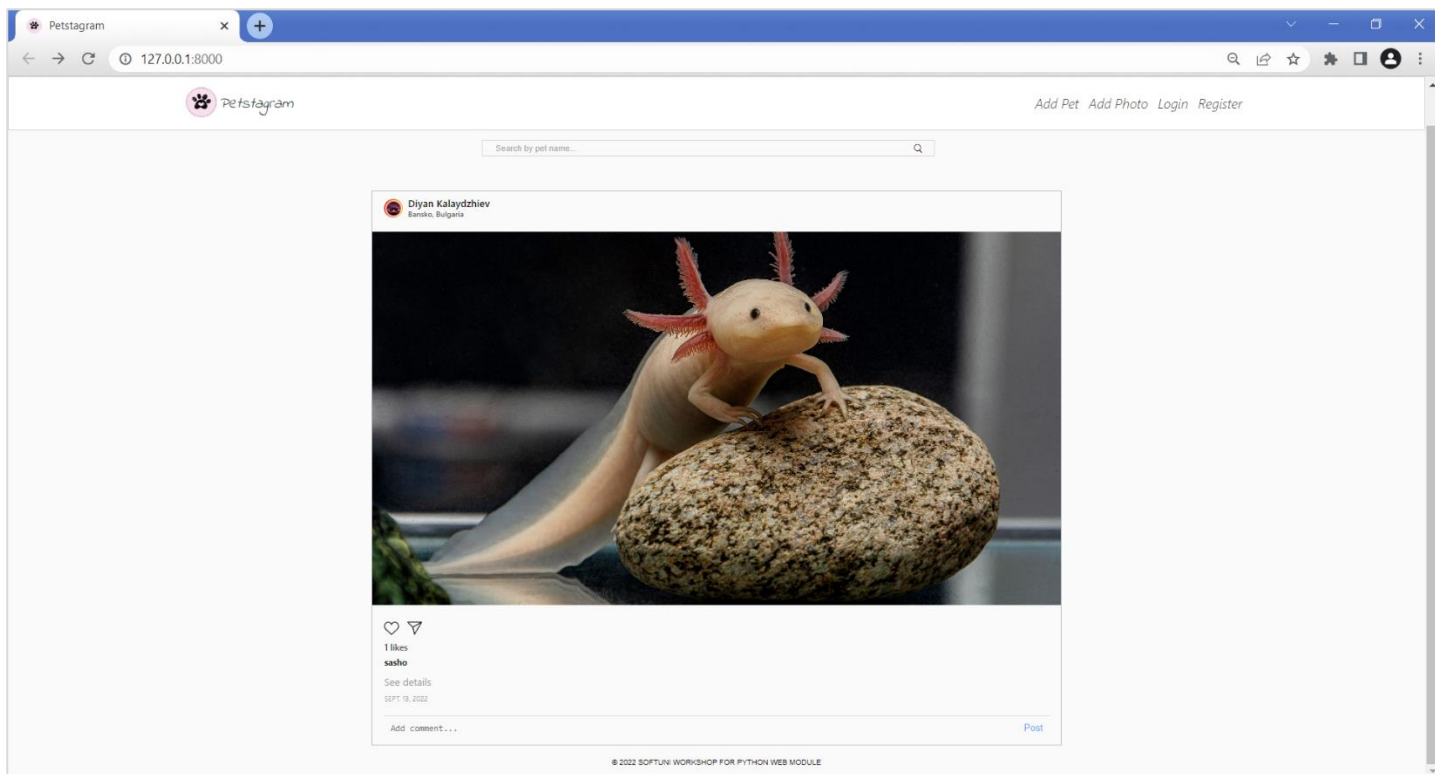 Petstagram
127.0.0.1:8000
Petstagram
Add Pet Add Photo Login Register
Search by pet name...
Diyan Kalaydzhiev
Bansko, Bulgaria
1 likes
sasho
See details
SEPT. 13, 2022
Add comment... Post
© 2022 SOFTUNI WORKSHOP FOR PYTHON WEB MODULE